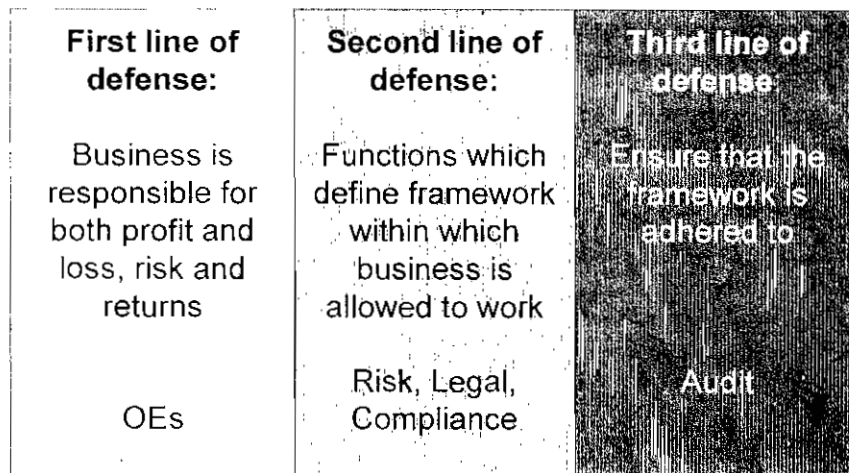 First line of
defense:
Business is
responsible for
both profit and
loss, risk and
returns
OEs
Second line of
defense:
Functions which
define framework
within which
business is
allowed to work
Risk, Legal,
Compliance
Third line of
defense:
Ensure that the
framework is
adhered to
Audit